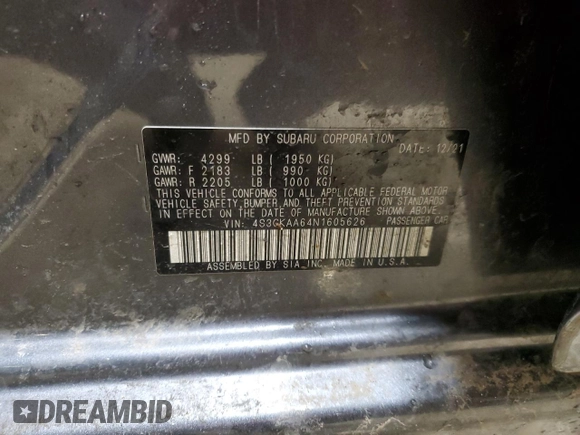 MFD BY SUBARU CORPORATION
DATE: 12/21
GVWR: 4299 LB ( 1950 KG)
GAWR: F 2183 LB ( 990 KG)
GAWR: R 2205 LB ( 1000 KG)
THIS VEHICLE CONFORMS TO ALL APPLICABLE FEDERAL MOTOR
VEHICLE SAFETY, BUMPER, AND THEFT PREVENTION STANDARDS
IN EFFECT ON THE DATE OF MANUFACTURE SHOWN ABOVE.
VIN: 4S3GKAA64N1605626 PASSENGER CAR
ASSEMBLED BY SIA, INC. MADE IN U.S.A.
DREAMBID